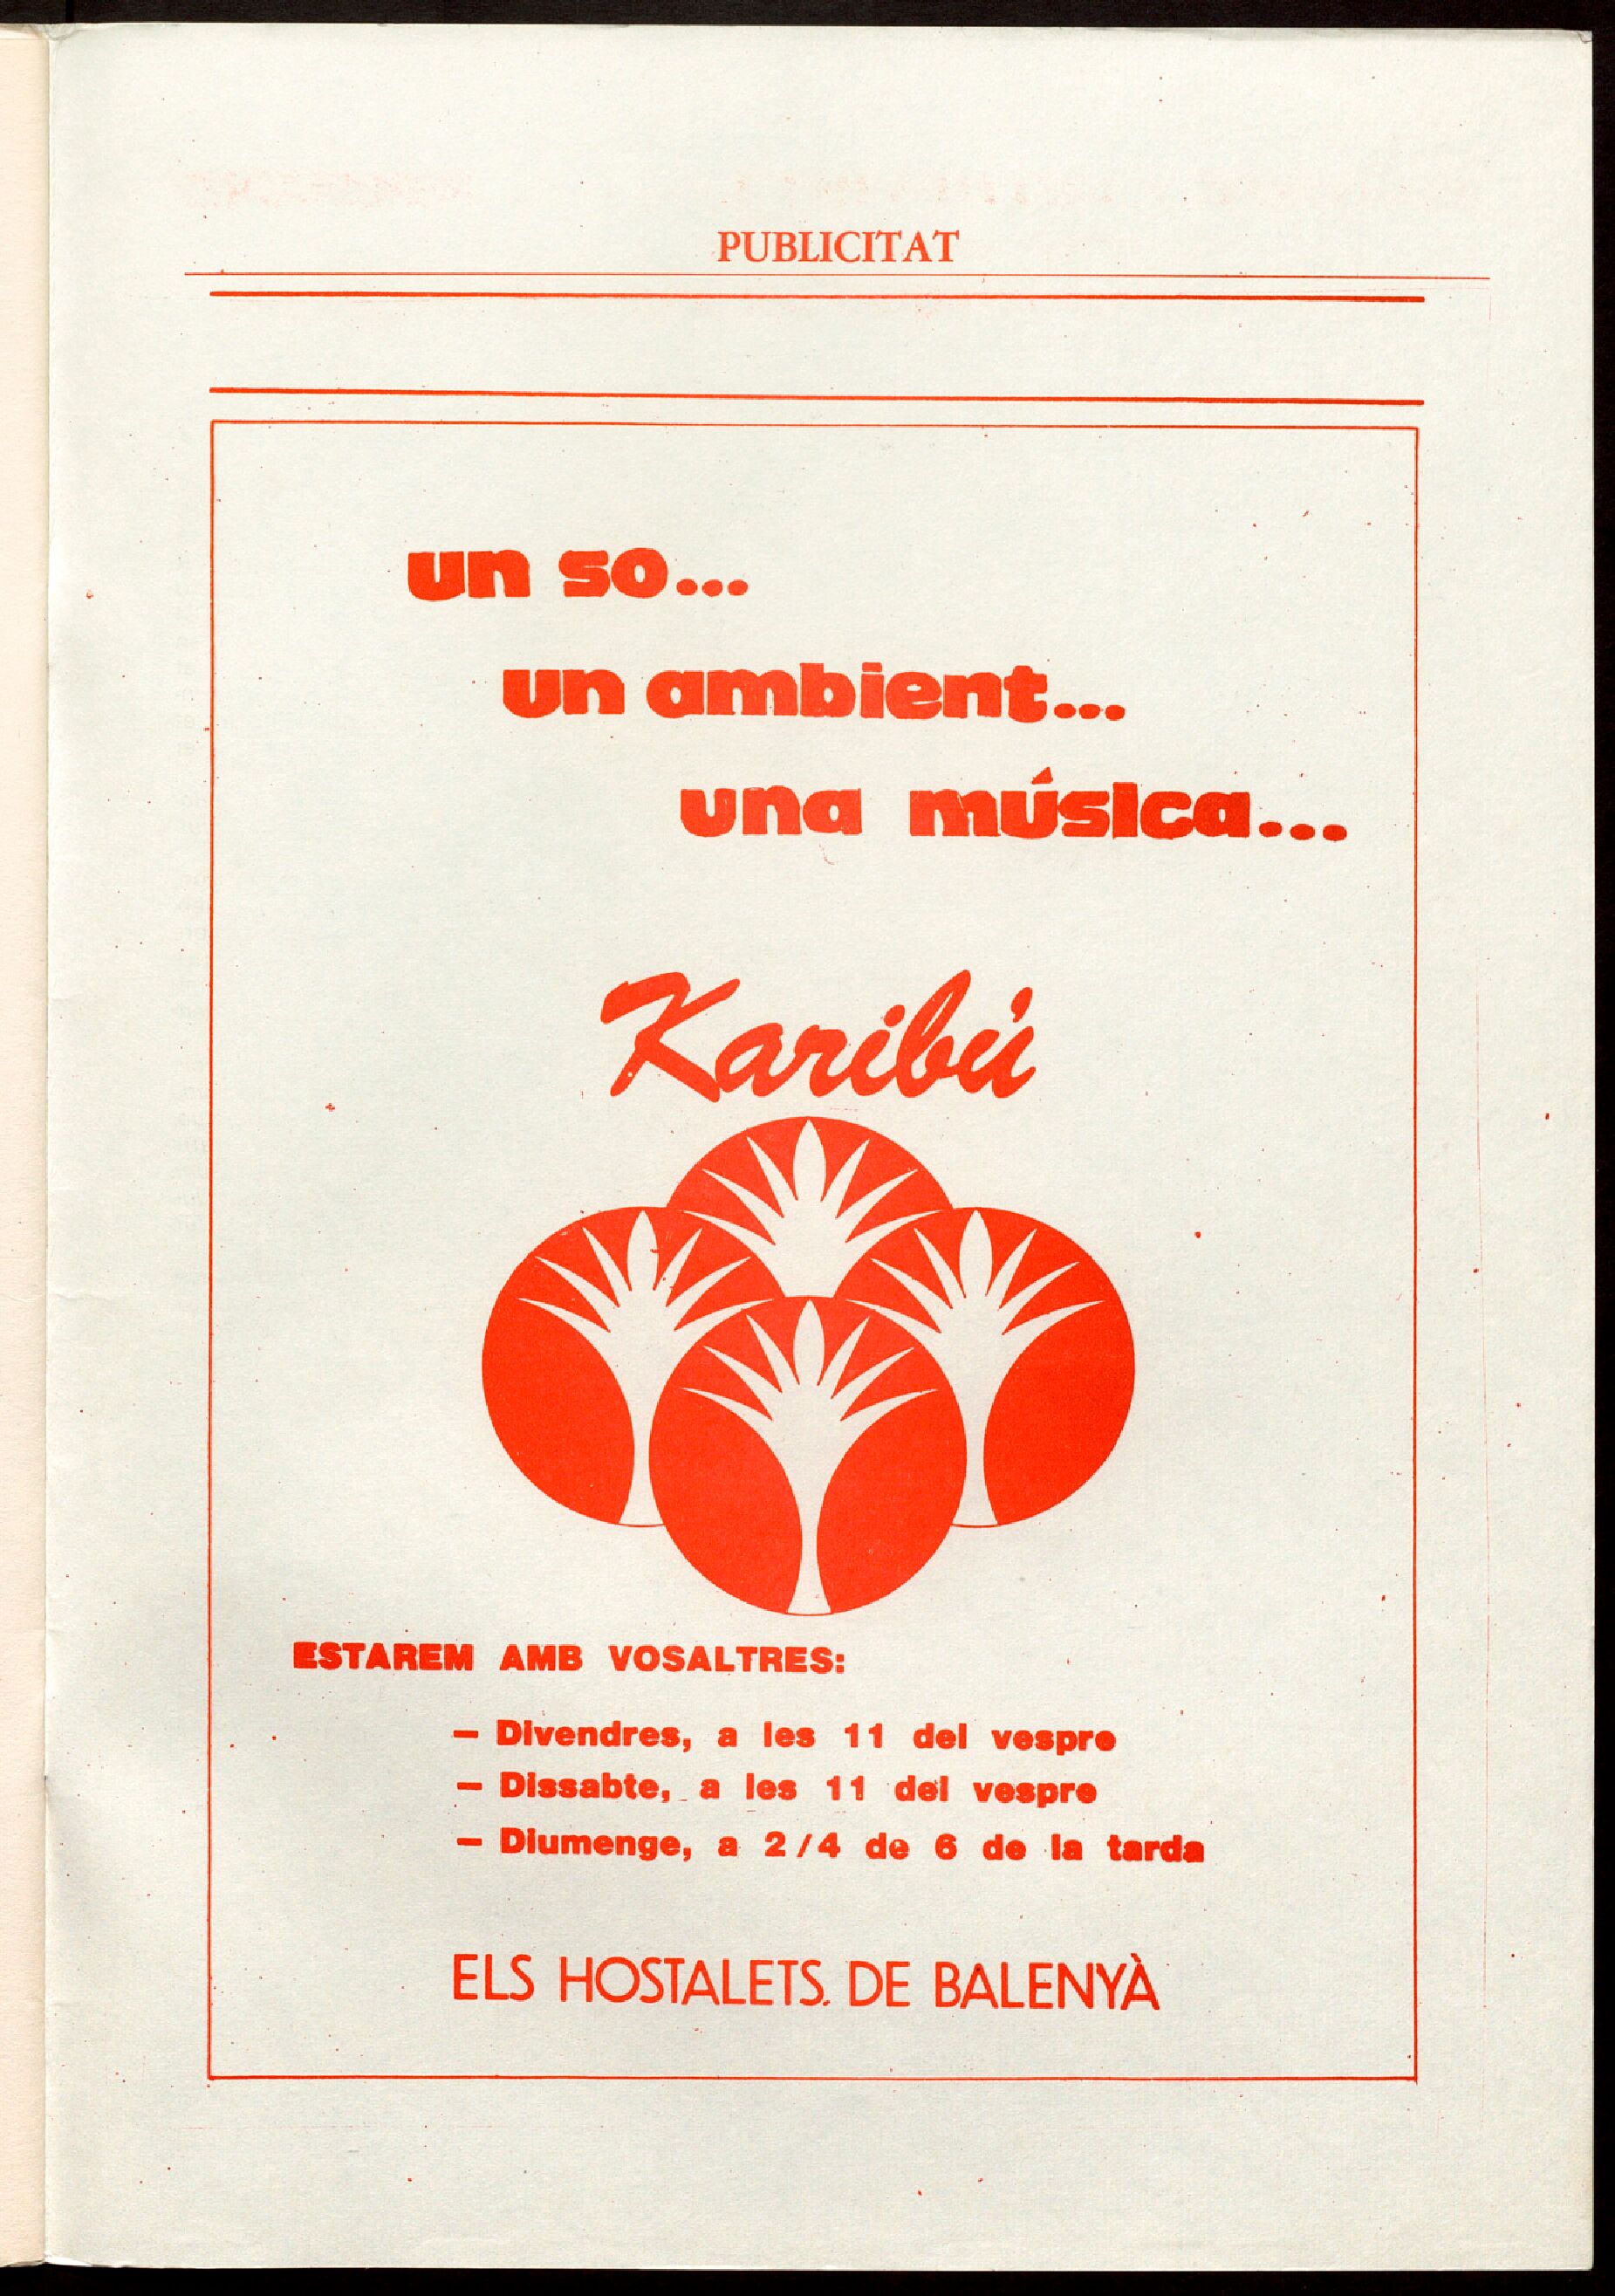 PUBLICITAT
un so...
un ambient...
una música...
Karibú
ESTAREM AMB VOSALTRES:
— Divendres, a les 11 del vespre
— Dissabte, a les 11 del vespre
— Diumenge, a 2/4 de 6 de la tarda
ELS HOSTALETS. DE BALENYÀ